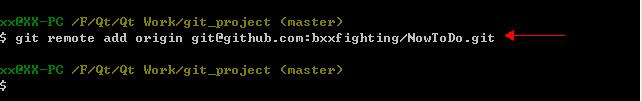 xx@XX-PC /F/Qt/Qt Work/git_project (master)
$ git remote add origin git@github.com:bxxfighting/NowToDo.git
xx@XX-PC /F/Qt/Qt Work/git_project (master)
$